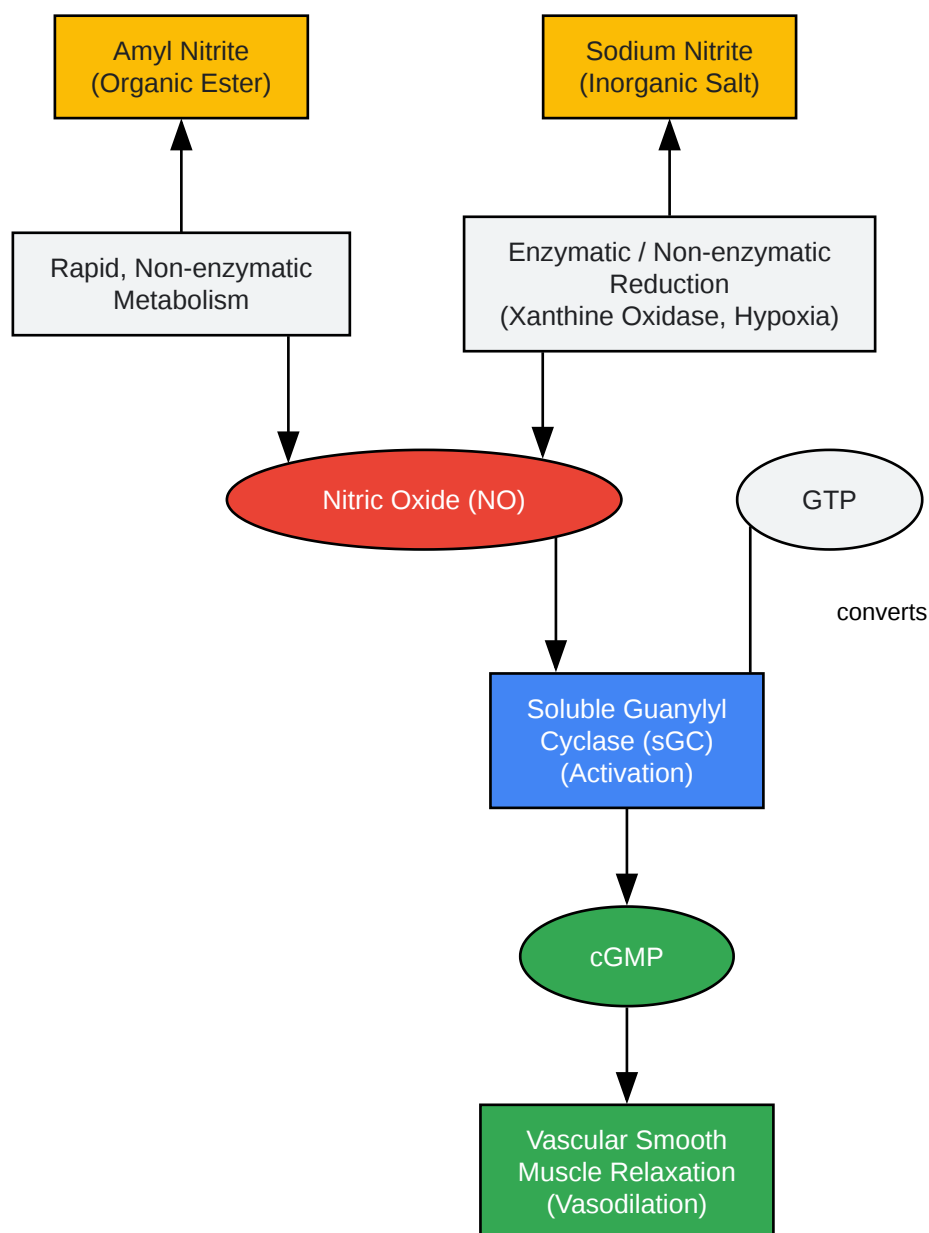 Amyl Nitrite
(Organic Ester)
Sodium Nitrite
(Inorganic Salt)
Rapid, Non-enzymatic
Metabolism
Enzymatic / Non-enzymatic
Reduction
(Xanthine Oxidase, Hypoxia)
Nitric Oxide (NO)
GTP
converts
Soluble Guanylyl
Cyclase (sGC)
(Activation)
cGMP
Vascular Smooth
Muscle Relaxation
(Vasodilation)